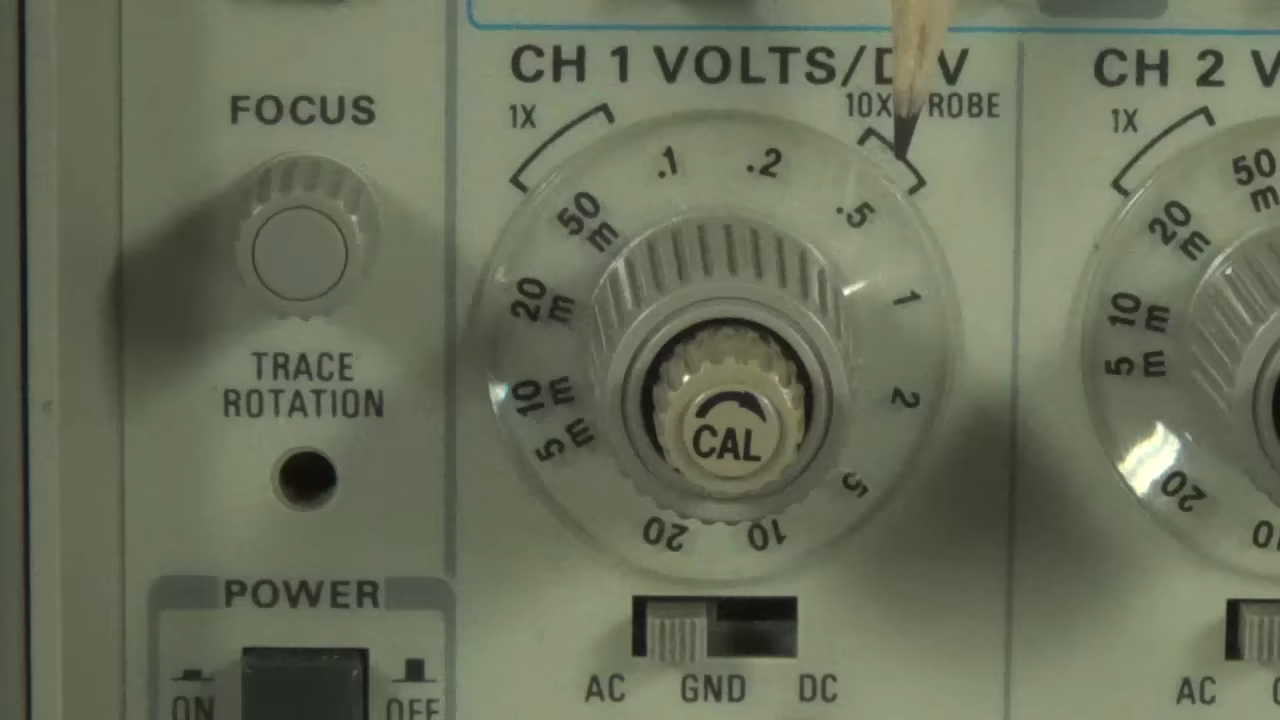 CH 1 VOLTS/D V
CH 2 V
FOCUS
1X
10X ROBE
1X
.1
.2
50
m
.5
50
m
20
m
20
m
1
10
m
10
m
5
m
2
5
m
TRACE
ROTATION
CAL
5
20
20
10
10
POWER
ON
OFF
AC
GND
DC
AC